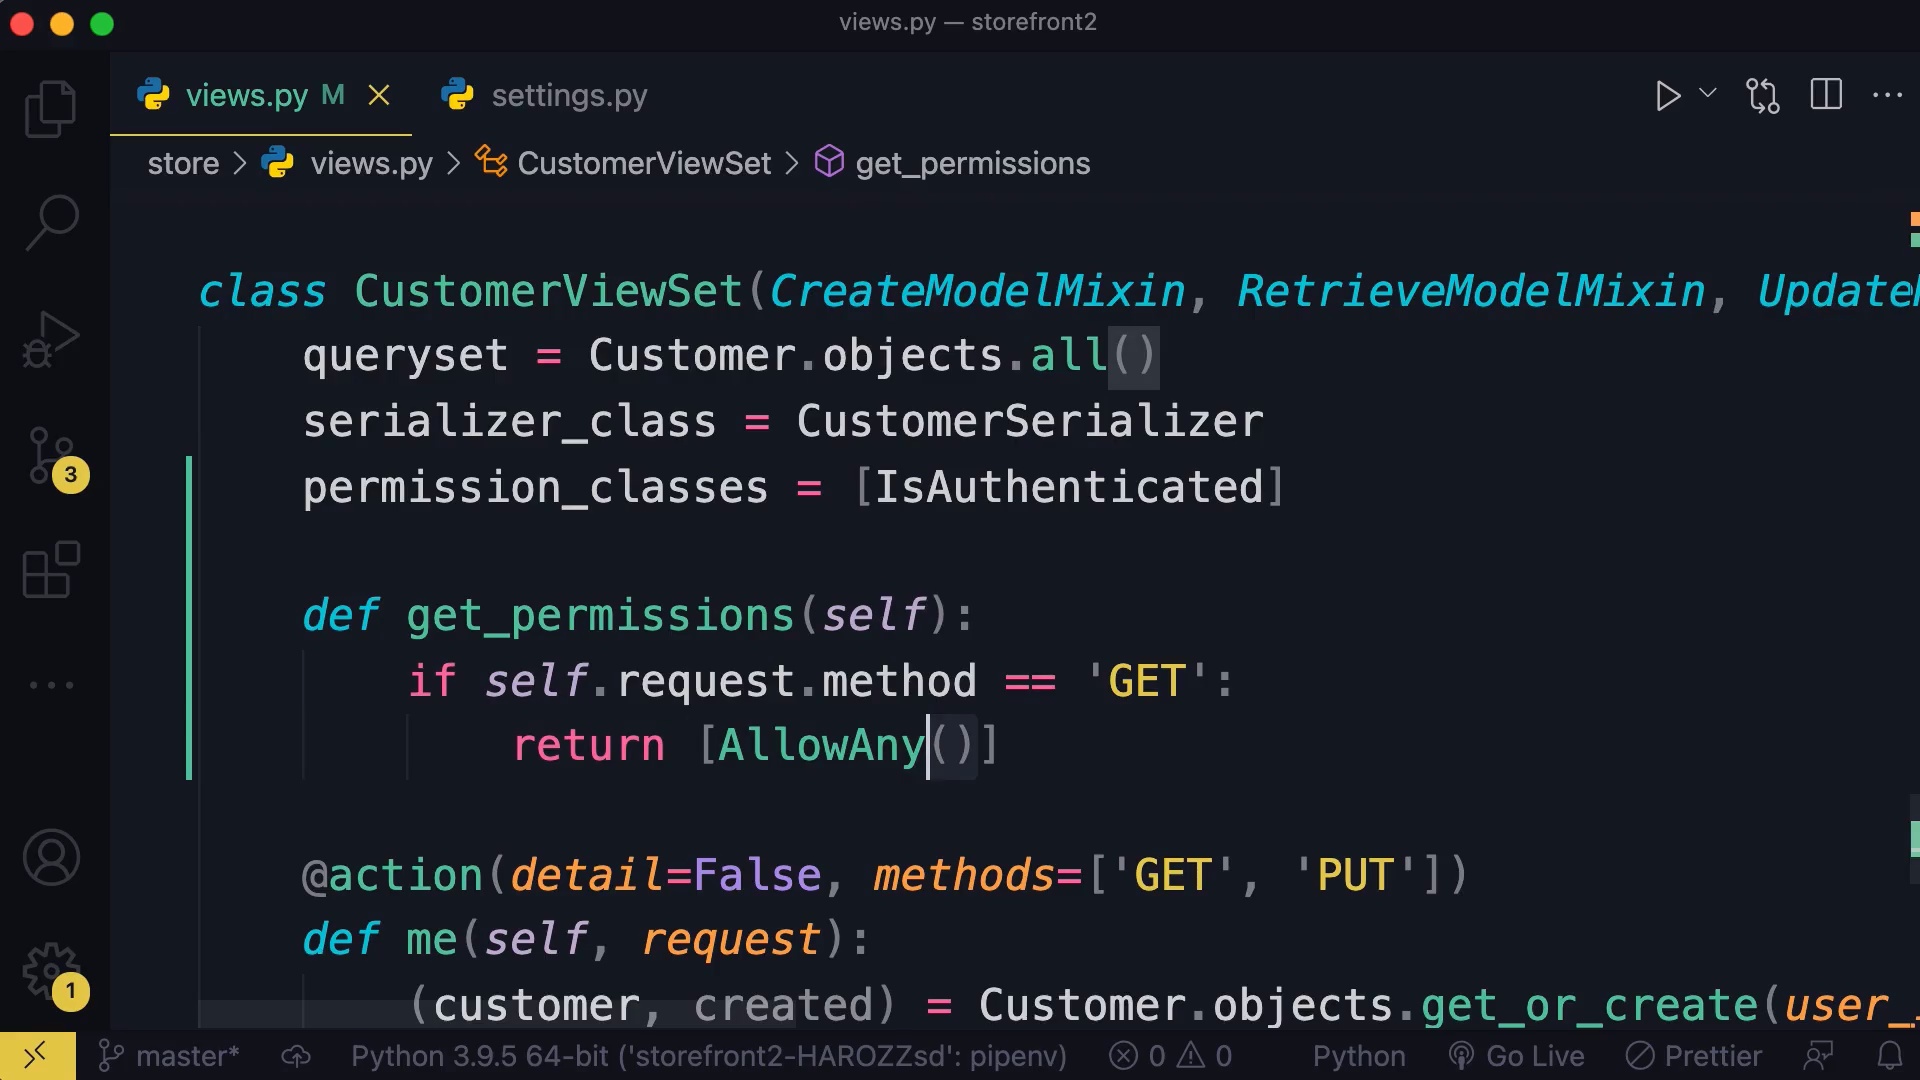 views.py — storefront2
views.py M settings.py
store > views.py > CustomerViewSet > get_permissions
class CustomerViewSet(CreateModelMixin, RetrieveModelMixin, Update
queryset = Customer.objects.all()
serializer_class = CustomerSerializer
permission_classes = [IsAuthenticated]
def get_permissions(self):
if self.request.method == 'GET':
return [AllowAny()]
@action(detail=False, methods=['GET', 'PUT'])
def me(self, request):
(customer, created) = Customer.objects.get_or_create(user_
3
1
master* Python 3.9.5 64-bit ('storefront2-HAROZZsd': pipenv) 0 0 Python Go Live Prettier